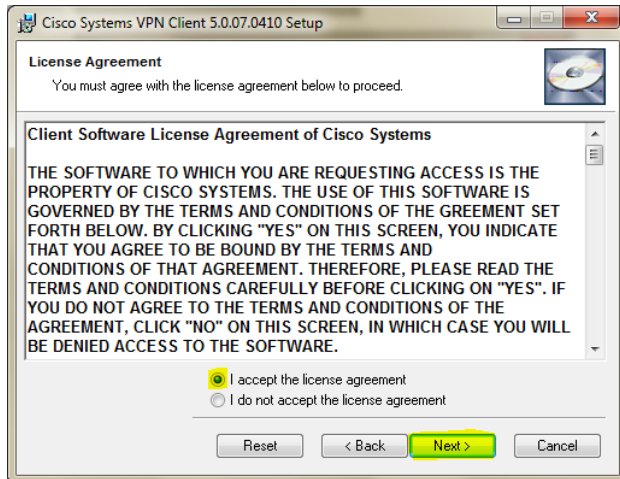 Cisco Systems VPN Client 5.0.07.0410 Setup
License Agreement
You must agree with the license agreement below to proceed.
Client Software License Agreement of Cisco Systems
THE SOFTWARE TO WHICH YOU ARE REQUESTING ACCESS IS THE
PROPERTY OF CISCO SYSTEMS. THE USE OF THIS SOFTWARE IS
GOVERNED BY THE TERMS AND CONDITIONS OF THE GREEMENT SET
FORTH BELOW. BY CLICKING "YES" ON THIS SCREEN, YOU INDICATE
THAT YOU AGREE TO BE BOUND BY THE TERMS AND
CONDITIONS OF THAT AGREEMENT. THEREFORE, PLEASE READ THE
TERMS AND CONDITIONS CAREFULLY BEFORE CLICKING ON "YES". IF
YOU DO NOT AGREE TO THE TERMS AND CONDITIONS OF THE
AGREEMENT, CLICK "NO" ON THIS SCREEN, IN WHICH CASE YOU WILL
BE DENIED ACCESS TO THE SOFTWARE.
I accept the license agreement
I do not accept the license agreement
Reset
< Back
Next >
Cancel